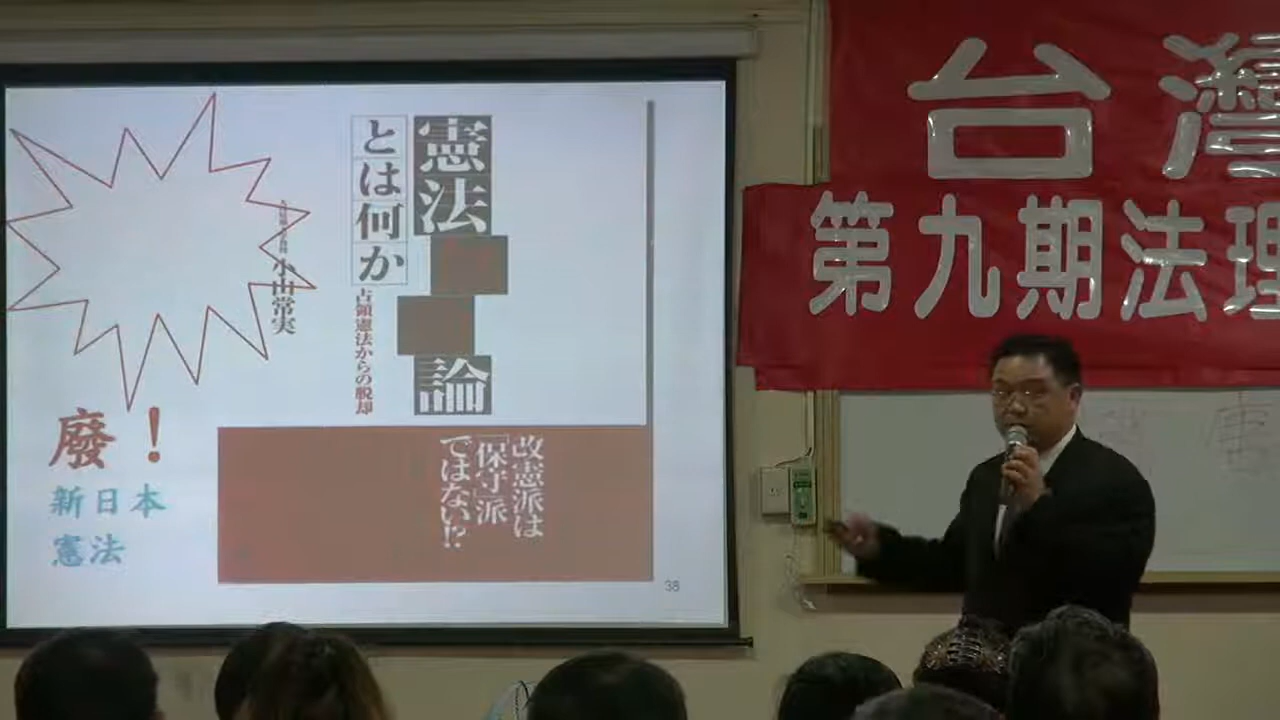 台灣
第九期法理
憲法
論
とは何か
占領憲法からの脱却
小山常実
改憲派は
「保守」派
ではない!?
廢！
新日本
憲法
38